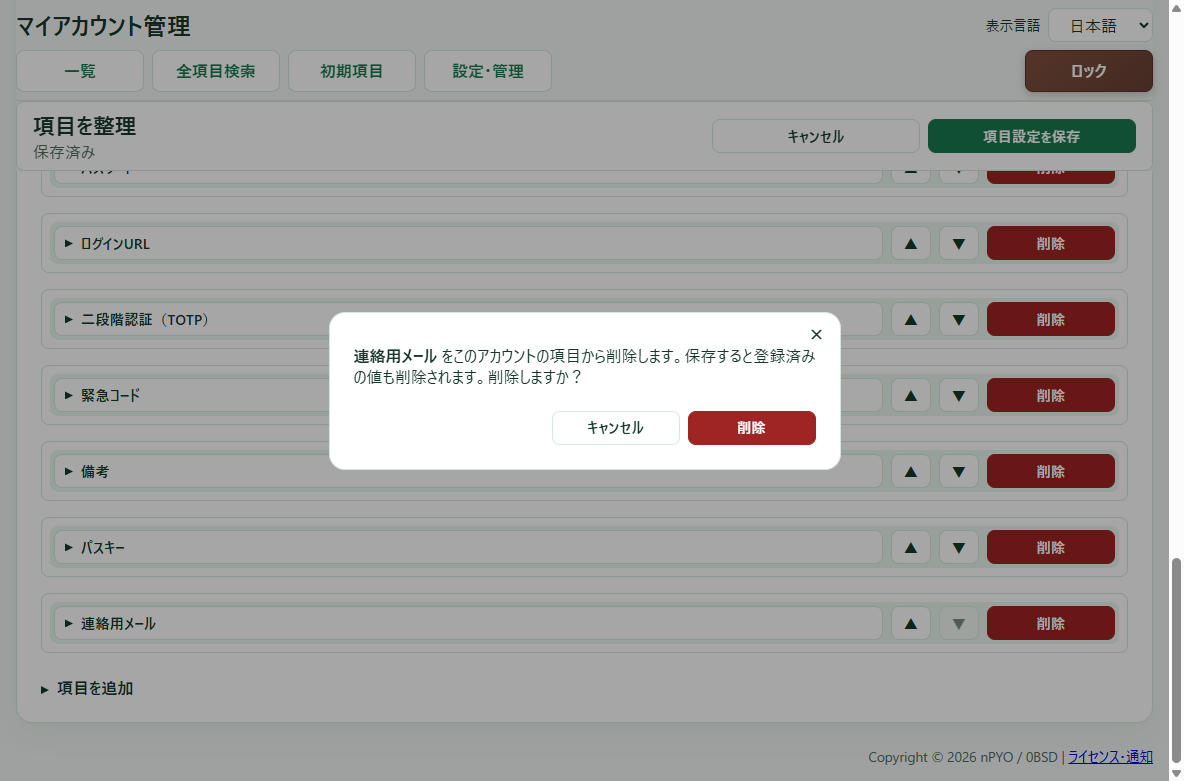 マイアカウント管理
表示言語 日本語
一覧 全項目検索 初期項目 設定・管理 ロック
項目を整理
保存済み
キャンセル 項目設定を保存
▶ ログインURL ▲ ▼ 削除
▶ 二段階認証（TOTP） ▲ ▼ 削除
連絡用メール をこのアカウントの項目から削除します。保存すると登録済み
の値も削除されます。削除しますか？
キャンセル 削除
▶ 緊急コード ▲ ▼ 削除
▶ 備考 ▲ ▼ 削除
▶ パスキー ▲ ▼ 削除
▶ 連絡用メール ▲ ▼ 削除
▶ 項目を追加
Copyright © 2026 nPYO / 0BSD | ライセンス・通知